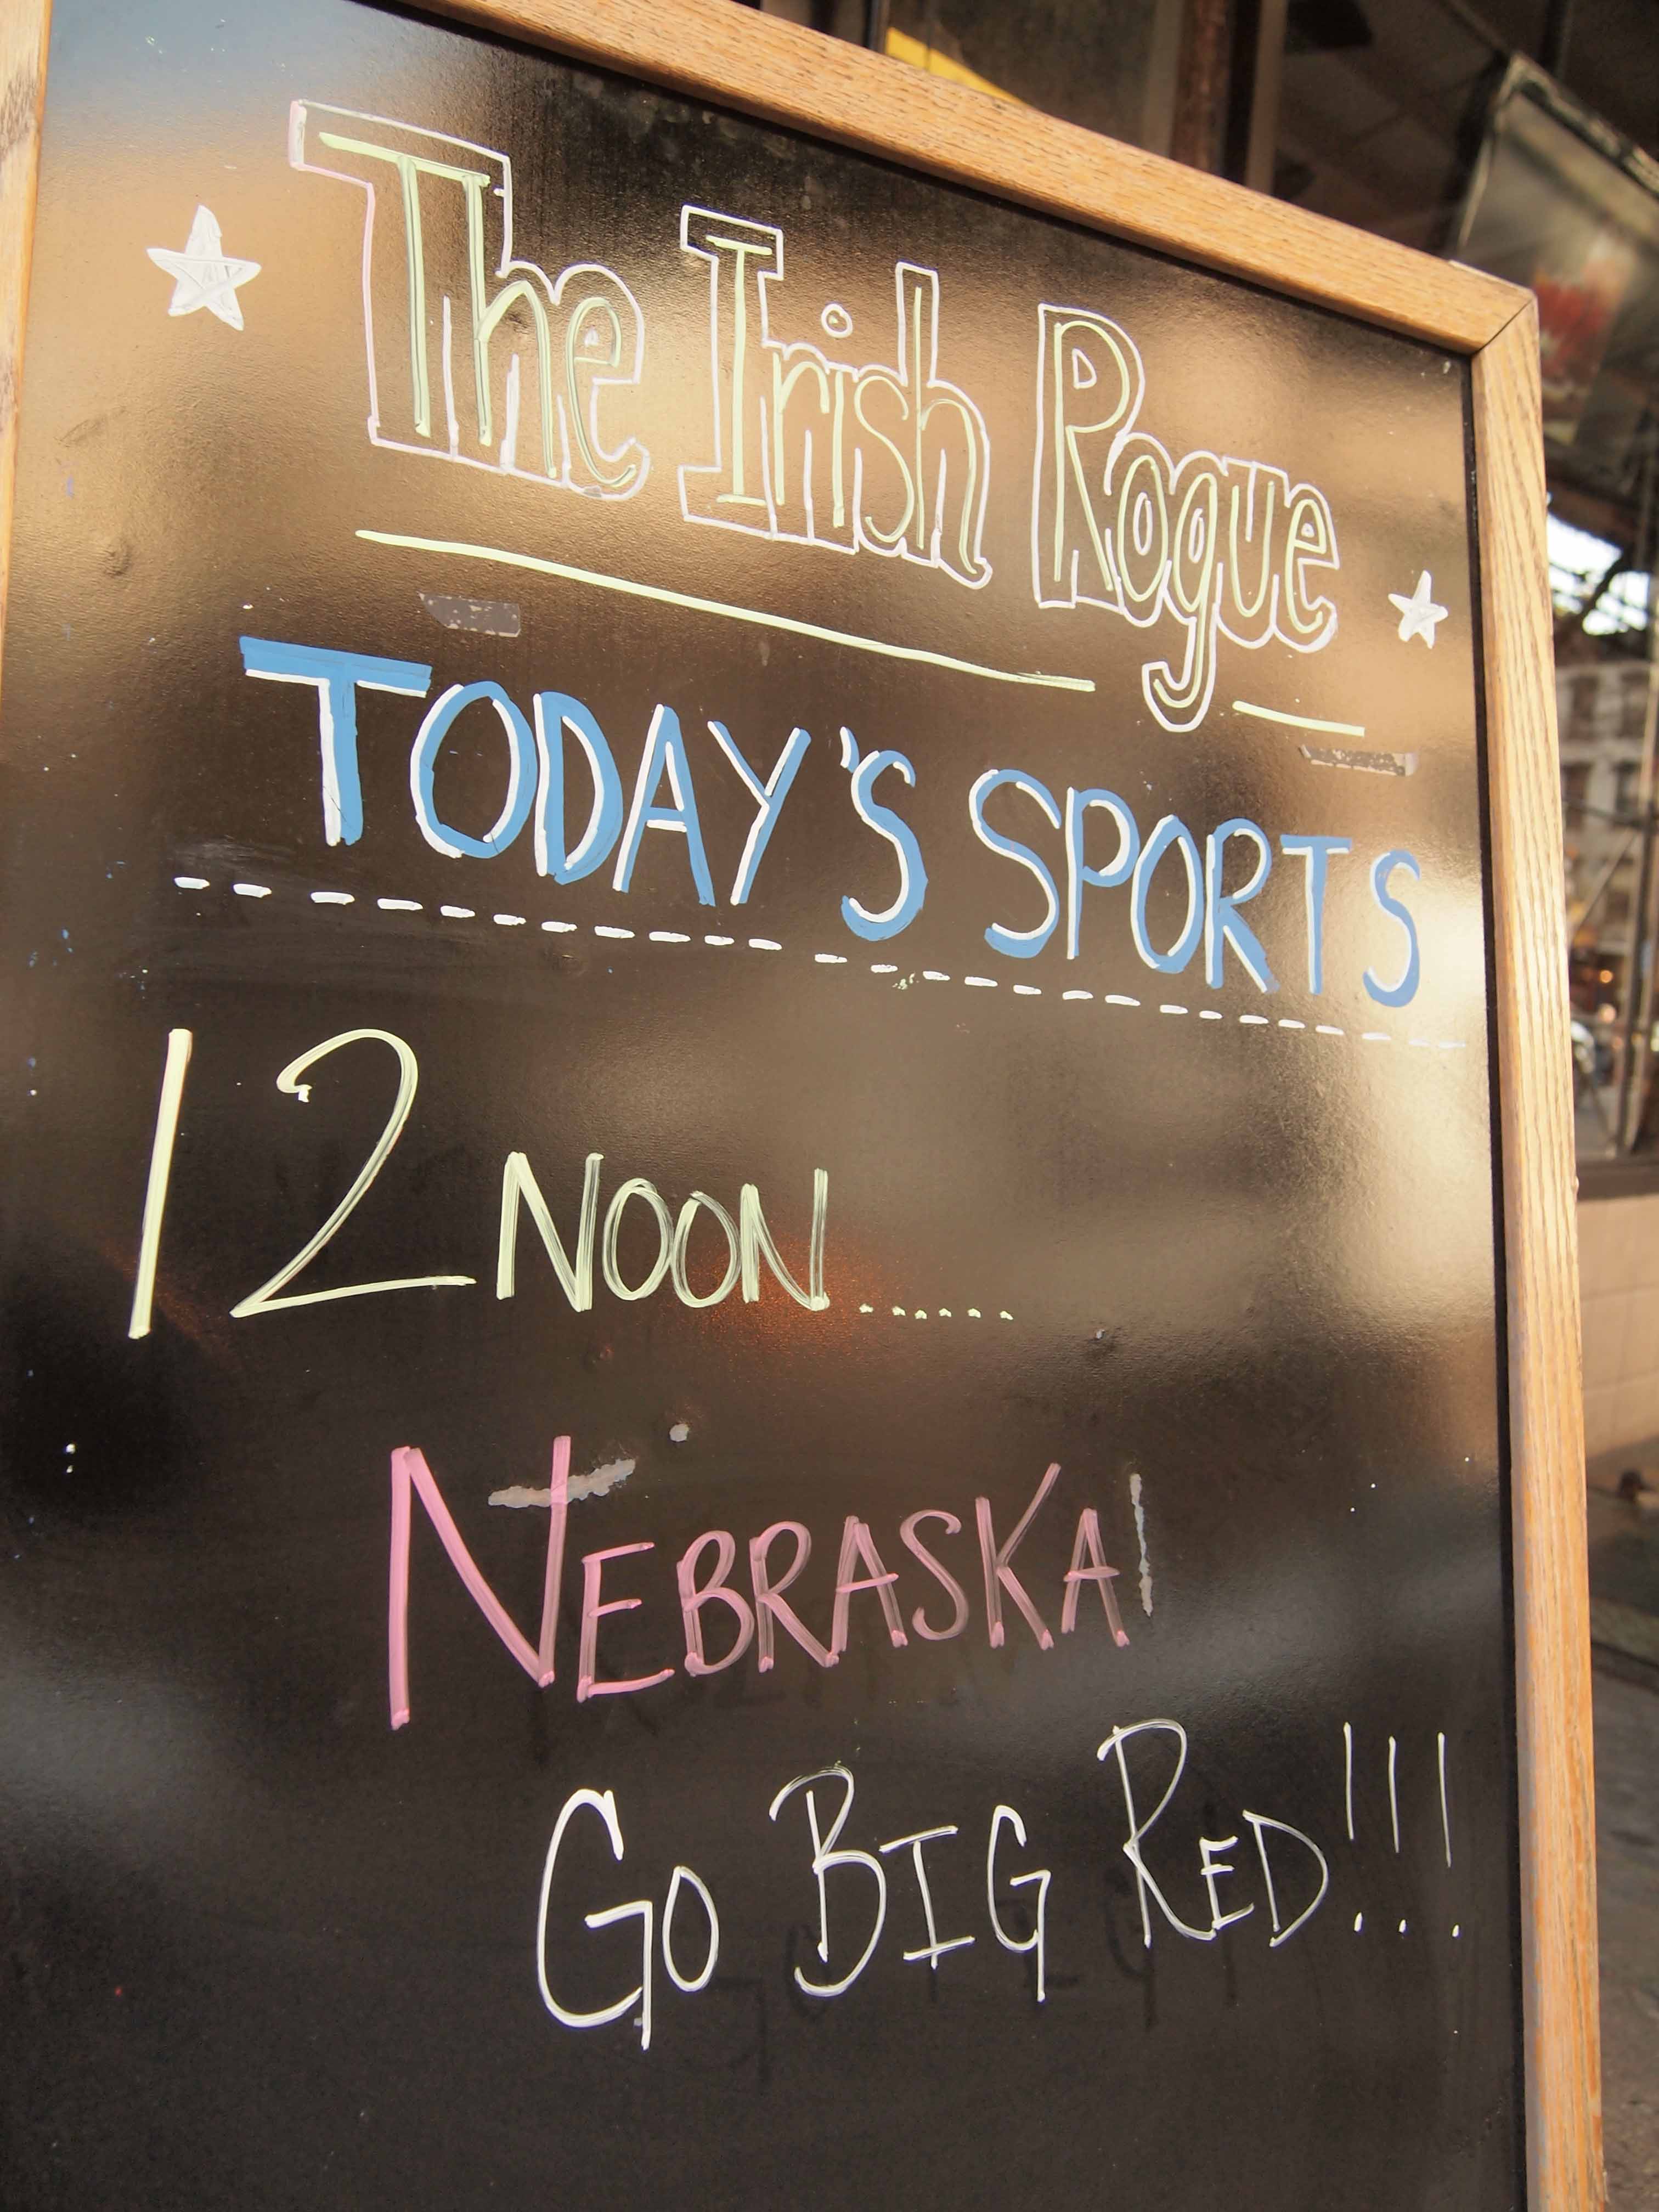 The Irish Rogue
TODAY'S SPORTS
12 NOON......
NEBRASKA
GO BIG RED!!!